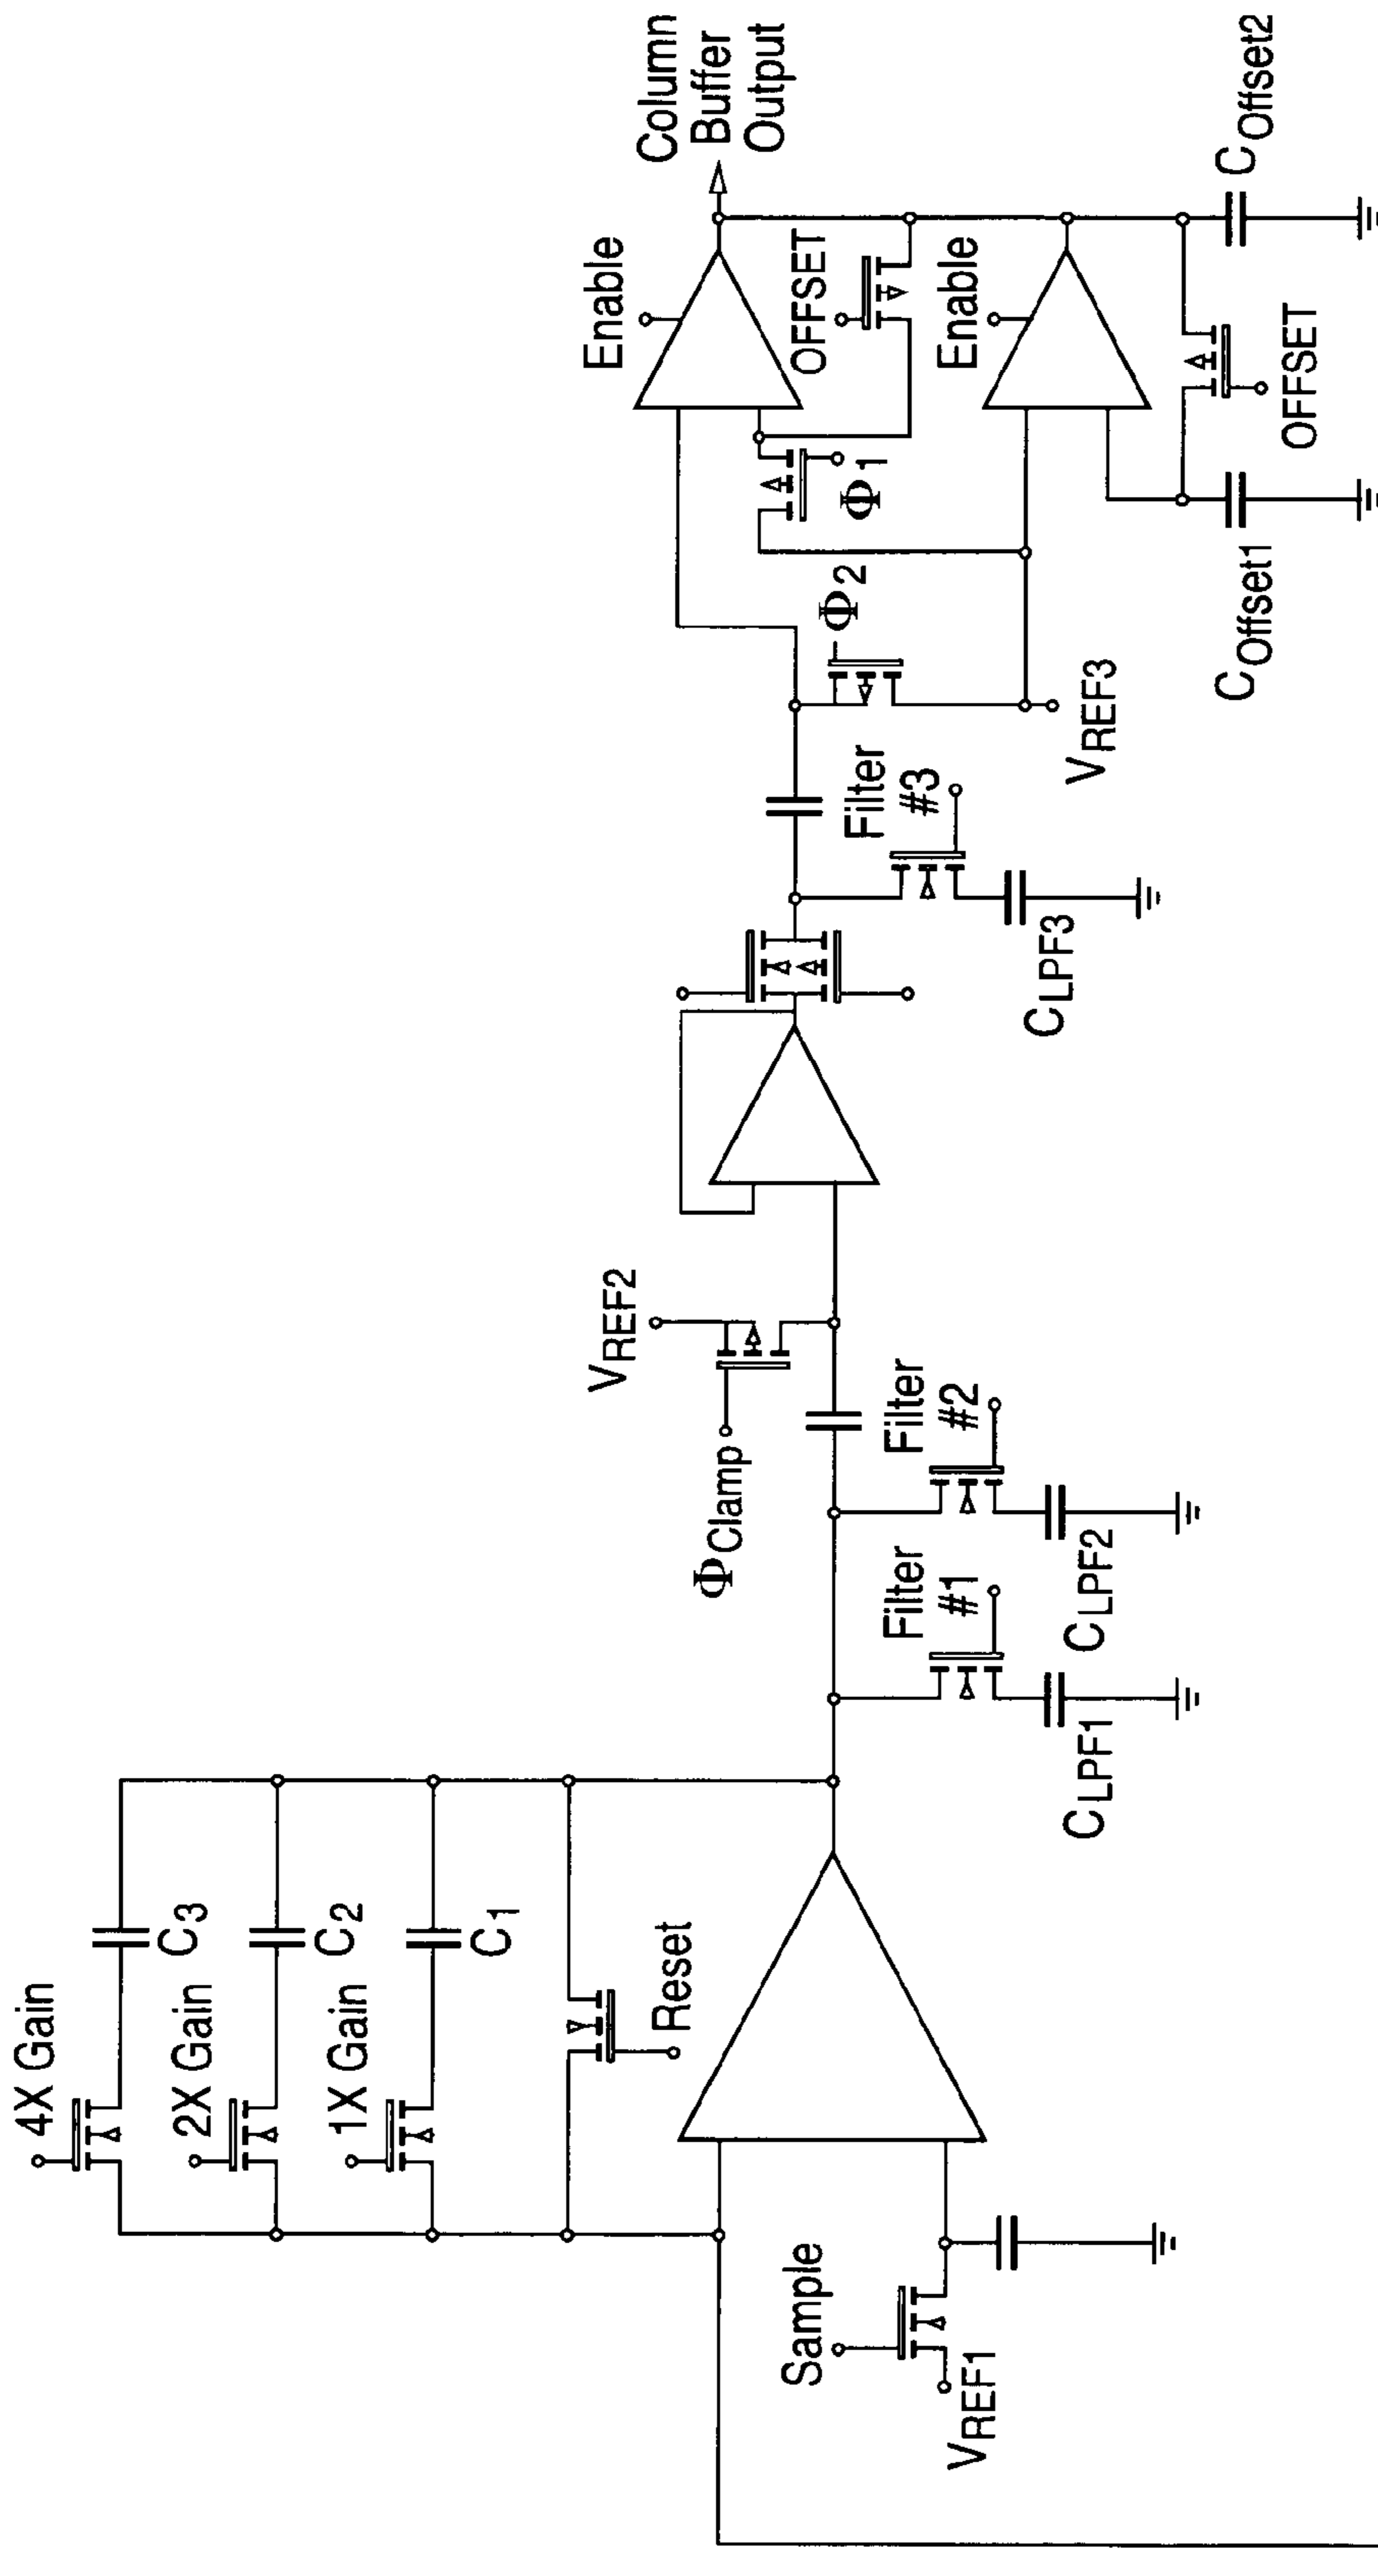 4X Gain
C3
2X Gain
C2
1X Gain
C1
Reset
Sample
VREF1
Filter
#1
CLPF1
Filter
#2
CLPF2
ΦClamp
VREF2
Filter
#3
CLPF3
Φ2
VREF3
Φ1
Enable
OFFSET
Enable
OFFSET
COffset1
COffset2
Column
Buffer
Output